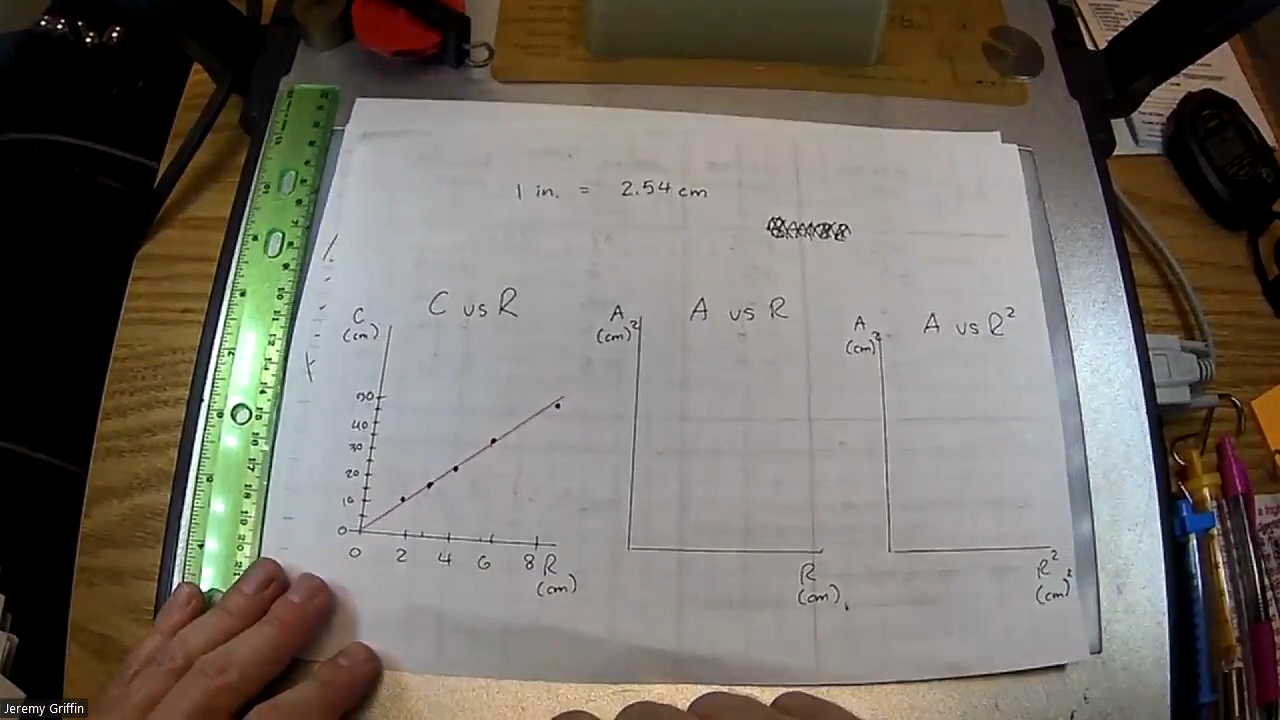 1 in. = 2.54 cm
C vs R
C
(cm)
50
40
30
20
10
0
0 2 4 6 8 R
(cm)
A vs R
A
(cm)²
R
(cm)
A vs R²
A
(cm)²
R²
(cm)²
Jeremy Griffin